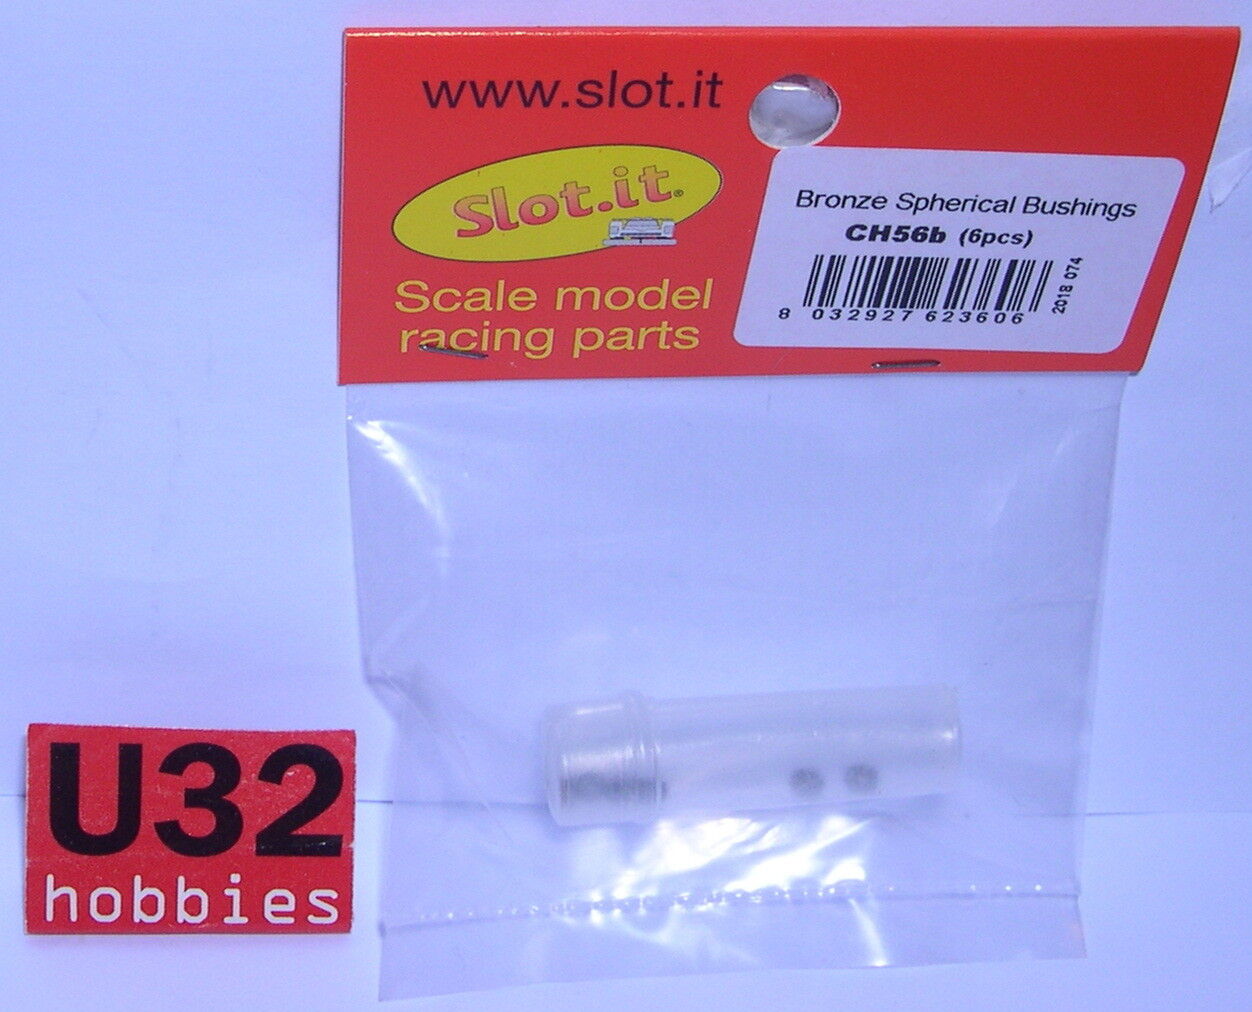 www.slot.it
Slot.it®
Scale model
racing parts
Bronze Spherical Bushings
CH56b (6pcs)
8 032927 623606
2018 074
U32
hobbies